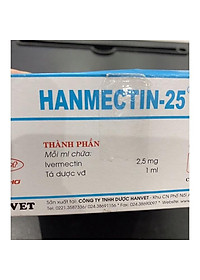 HANMECTIN-25
THÀNH PHẦN
Mỗi ml chứa:
Ivermectin 2,5 mg
Tá dược vđ 1 ml
VET
Sản xuất tại: CÔNG TY TNHH DƯỢC HANVET